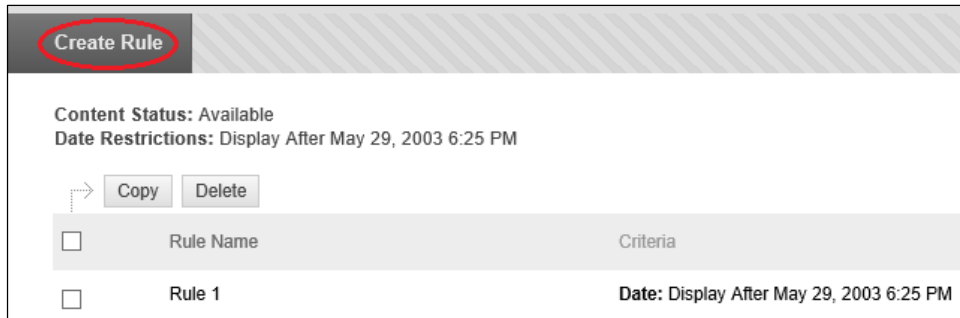 Create Rule
Content Status: Available
Date Restrictions: Display After May 29, 2003 6:25 PM
Copy Delete
Rule Name Criteria
Rule 1 Date: Display After May 29, 2003 6:25 PM